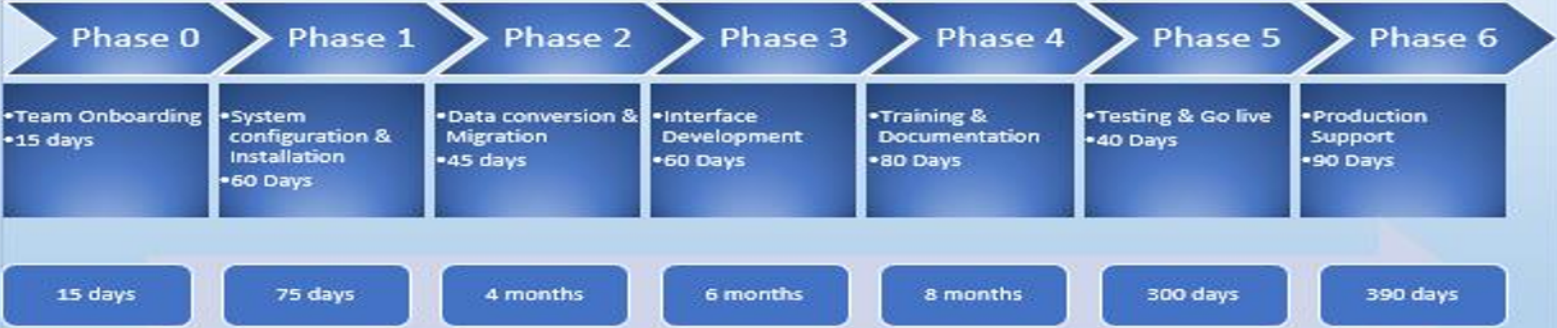 Phase 0
Phase 1
Phase 2
Phase 3
Phase 4
Phase 5
Phase 6
•Team Onboarding
•15 days
•System
configuration &
Installation
•60 Days
•Data conversion &
Migration
•45 days
•Interface
Development
•60 Days
•Training &
Documentation
•80 Days
•Testing & Go live
•40 Days
•Production
Support
•90 Days
15 days
75 days
4 months
6 months
8 months
300 days
390 days